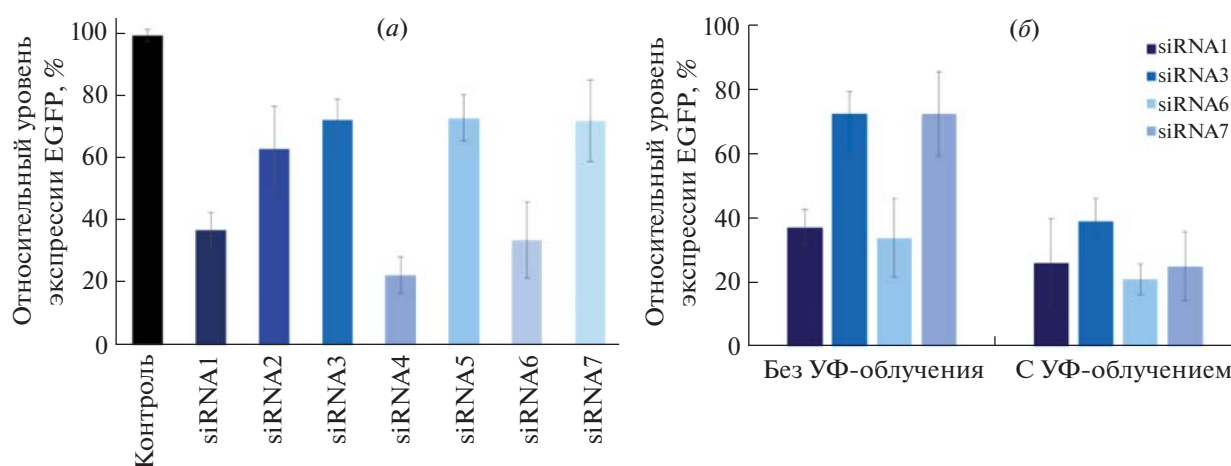 (а)
Относительный уровень
экспрессии EGFP, %
100
80
60
40
20
0
Контроль
siRNA1
siRNA2
siRNA3
siRNA4
siRNA5
siRNA6
siRNA7
(б)
Относительный уровень
экспрессии EGFP, %
100
80
60
40
20
0
siRNA1
siRNA3
siRNA6
siRNA7
Без УФ-облучения
С УФ-облучением